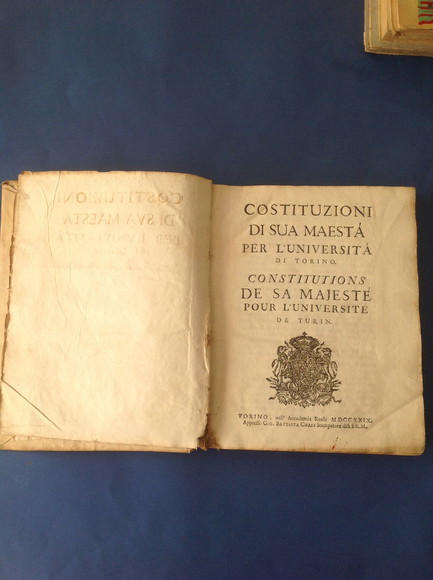 COSTITUZIONI
DI SUA MAESTÁ
PER L'UNIVERSITÁ
DI TORINO.
CONSTITUTIONS
DE SA MAJESTÉ
POUR L'UNIVERSITÉ
DE TURIN.
TORINO, nell' Accademia Reale MDCCXXIX.
Appresso Gio. BATTISTA CHAIS Stampatore di S.S.R.M.